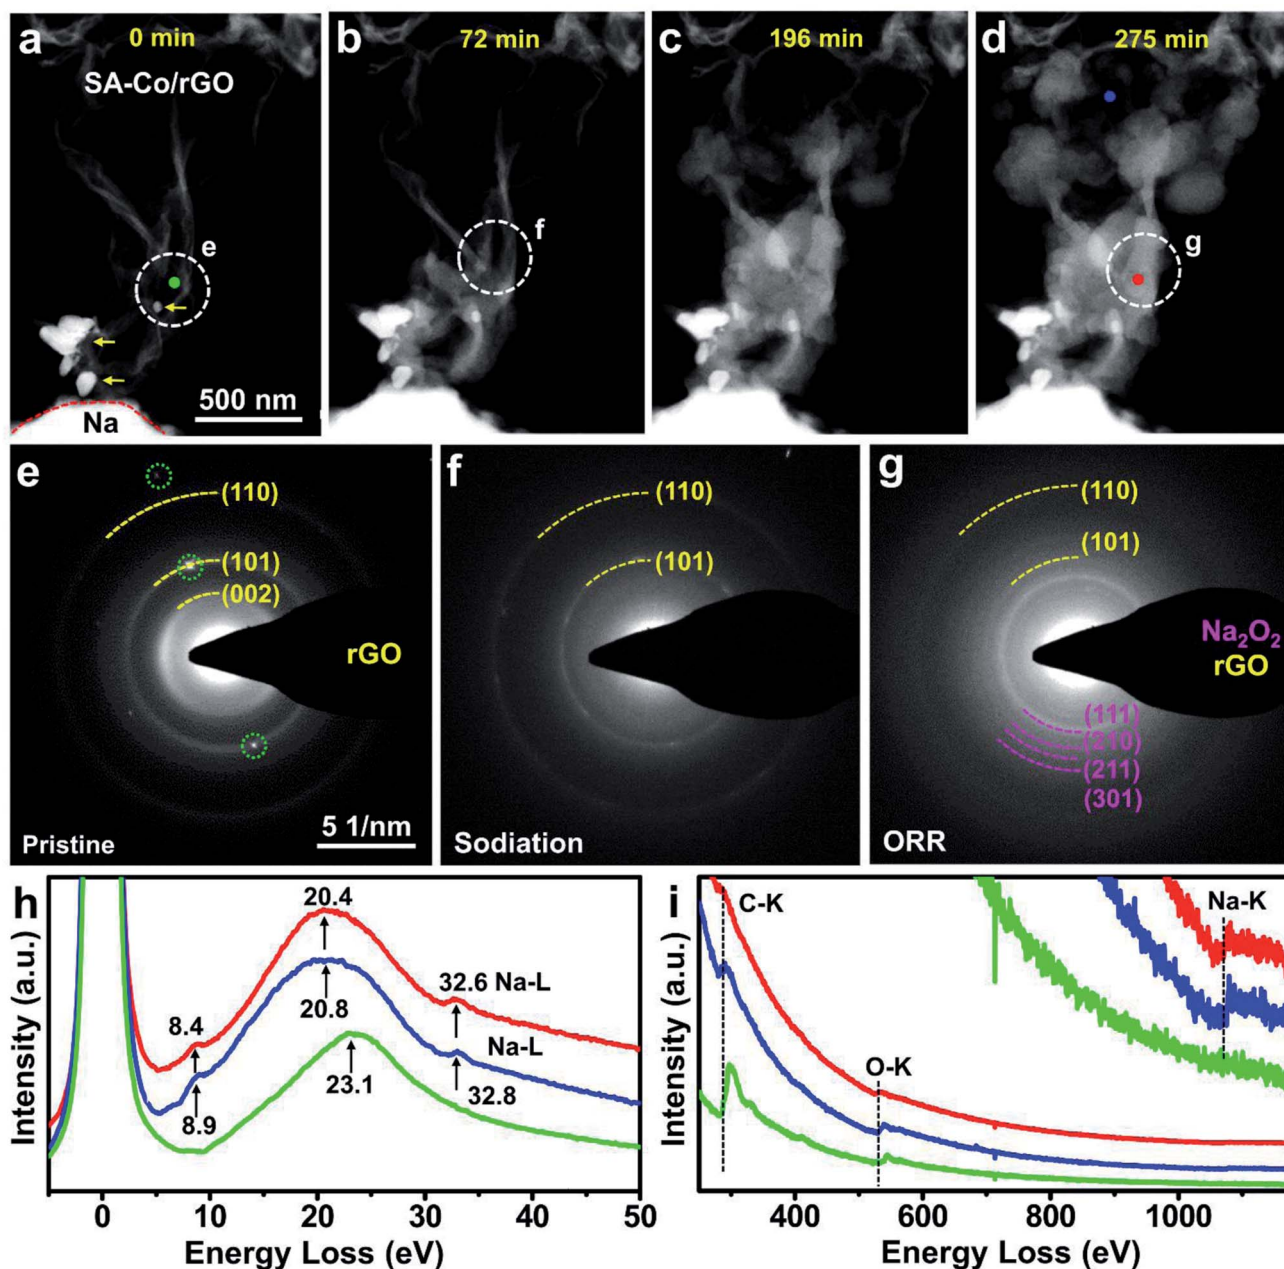 a
0 min
SA-Co/rGO
e
500 nm
Na
b
72 min
f
c
196 min
d
275 min
g
e
(110)
(101)
(002)
rGO
Pristine
5 1/nm
f
(110)
(101)
Sodiation
g
(110)
(101)
Na₂O₂
rGO
(111)
(210)
(211)
(301)
ORR
h
Intensity (a.u.)
20.4
32.6 Na-L
8.4
20.8
Na-L
23.1
32.8
8.9
0
10
20
30
40
50
Energy Loss (eV)
i
Intensity (a.u.)
C-K
Na-K
O-K
400
600
800
1000
Energy Loss (eV)